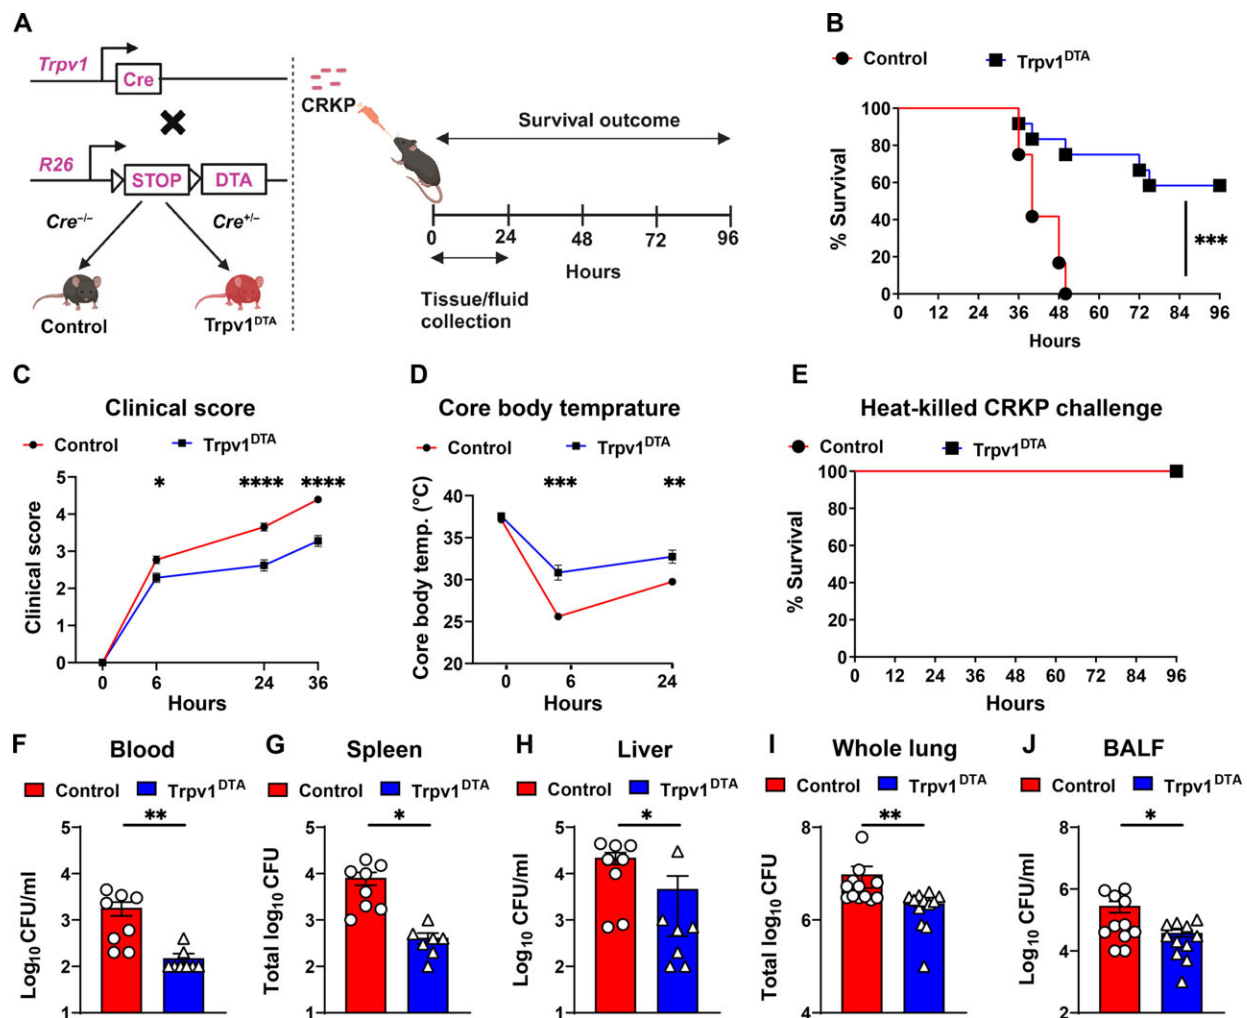 A
Trpv1
Cre
R26
STOP
DTA
Cre–/–
Cre+/–
Control
Trpv1DTA
CRKP
Survival outcome
0
24
48
72
96
Hours
Tissue/fluid
collection
B
Control
Trpv1DTA
% Survival
100
80
60
40
20
0
0 12 24 36 48 60 72 84 96
Hours
***
C
Clinical score
Control
Trpv1DTA
* **** ****
Clinical score
5
4
3
2
1
0
0 6 24 36
Hours
D
Core body temprature
Control
Trpv1DTA
*** **
Core body temp. (°C)
40
35
30
25
20
0 6 24
Hours
E
Heat-killed CRKP challenge
Control
Trpv1DTA
% Survival
100
80
60
40
20
0
0 12 24 36 48 60 72 84 96
Hours
F
Blood
Control
Trpv1DTA
**
Log10 CFU/ml
5
4
3
2
1
G
Spleen
Control
Trpv1DTA
*
Total log10 CFU
5
4
3
2
1
H
Liver
Control
Trpv1DTA
*
Log10 CFU/ml
5
4
3
2
1
I
Whole lung
Control
Trpv1DTA
**
Total log10 CFU
8
6
4
J
BALF
Control
Trpv1DTA
*
Log10 CFU/ml
8
6
4
2